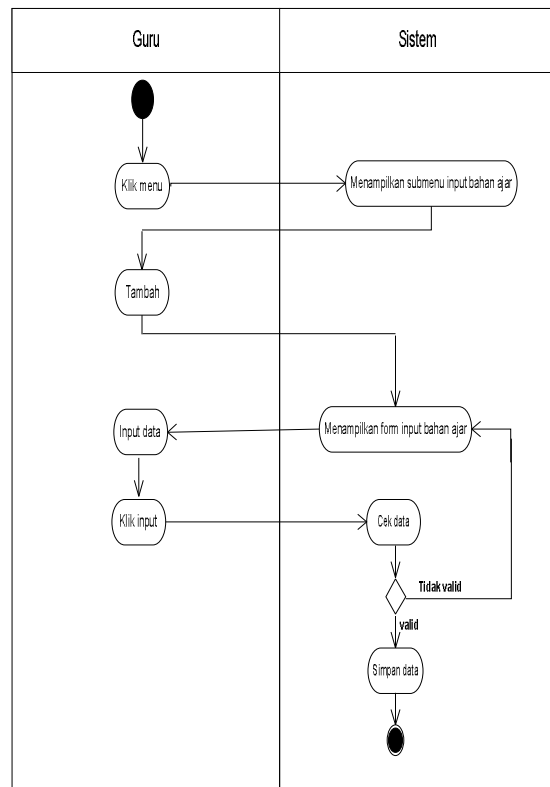 Guru
Sistem
Klik menu
Menampilkan submenu input bahan ajar
Tambah
Menampilkan form input bahan ajar
Input data
Klik input
Cek data
Tidak valid
valid
Simpan data